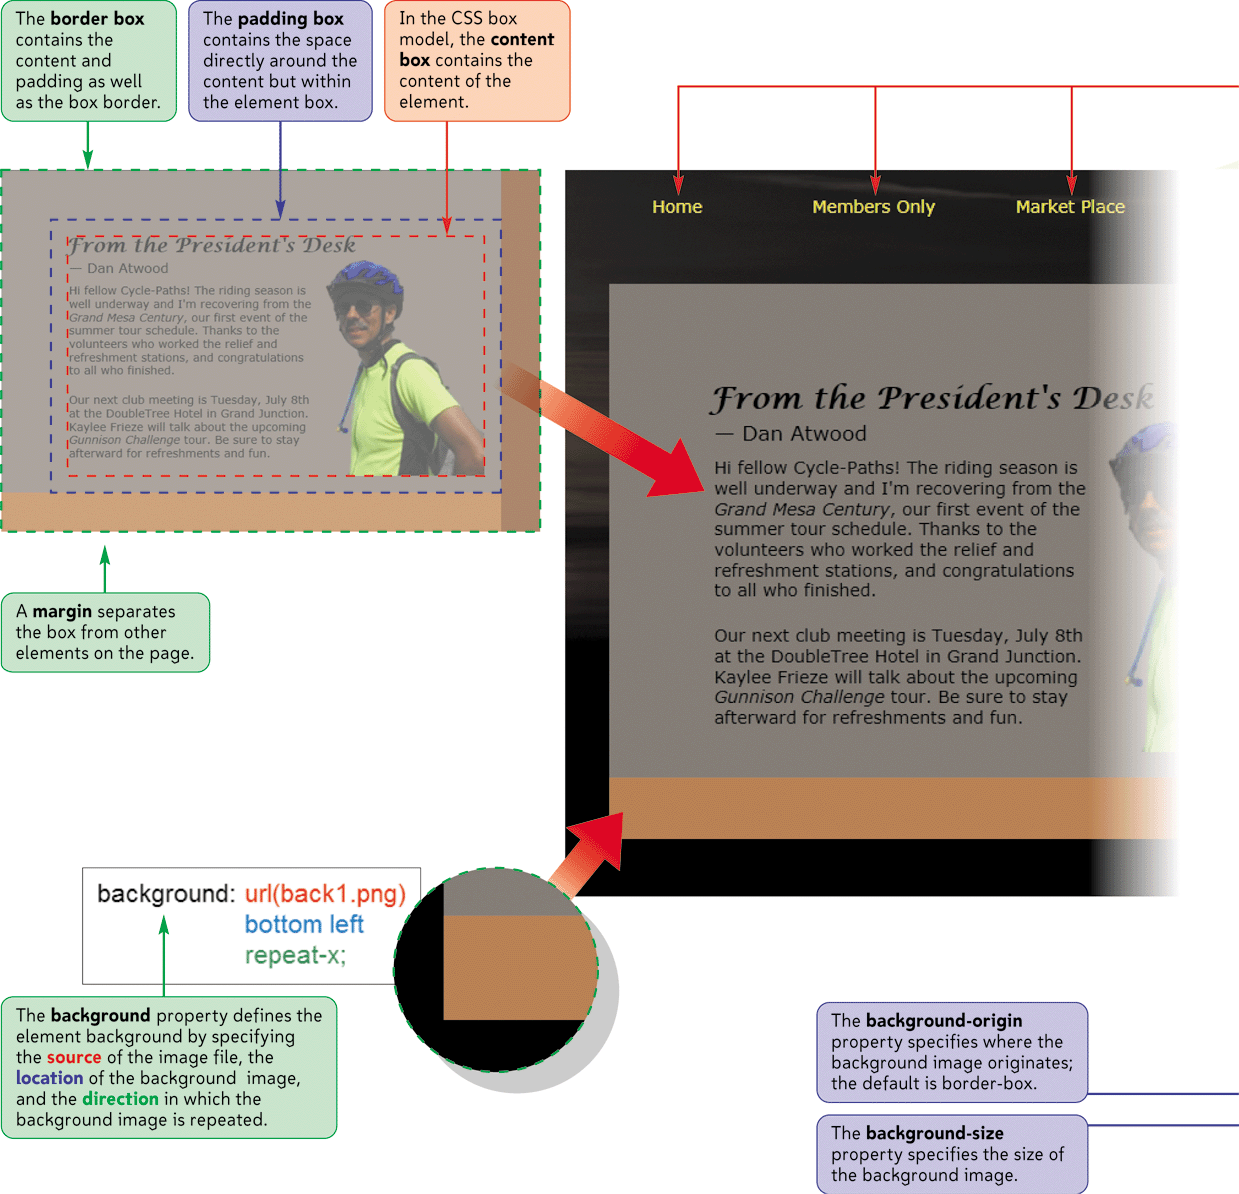 The border box
contains the
content and
padding as well
as the box border.
The padding box
contains the space
directly around the
content but within
the element box.
In the CSS box
model, the content
box contains the
content of the
element.
From the President's Desk
— Dan Atwood
Hi fellow Cycle-Paths! The riding season is
well underway and I'm recovering from the
Grand Mesa Century, our first event of the
summer tour schedule. Thanks to the
volunteers who worked the relief and
refreshment stations, and congratulations
to all who finished.
Our next club meeting is Tuesday, July 8th
at the DoubleTree Hotel in Grand Junction.
Kaylee Frieze will talk about the upcoming
Gunnison Challenge tour. Be sure to stay
afterward for refreshments and fun.
A margin separates
the box from other
elements on the page.
Home Members Only Market Place
From the President's Desk
— Dan Atwood
Hi fellow Cycle-Paths! The riding season is
well underway and I'm recovering from the
Grand Mesa Century, our first event of the
summer tour schedule. Thanks to the
volunteers who worked the relief and
refreshment stations, and congratulations
to all who finished.
Our next club meeting is Tuesday, July 8th
at the DoubleTree Hotel in Grand Junction.
Kaylee Frieze will talk about the upcoming
Gunnison Challenge tour. Be sure to stay
afterward for refreshments and fun.
background: url(back1.png)
bottom left
repeat-x;
The background property defines the
element background by specifying
the source of the image file, the
location of the background image,
and the direction in which the
background image is repeated.
The background-origin
property specifies where the
background image originates;
the default is border-box.
The background-size
property specifies the size of
the background image.